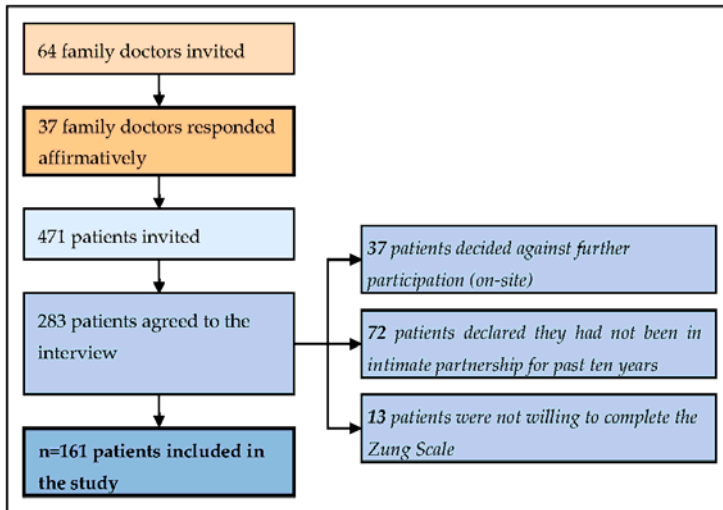 64 family doctors invited
37 family doctors responded
affirmatively
471 patients invited
283 patients agreed to the
interview
n=161 patients included in
the study
37 patients decided against further
participation (on-site)
72 patients declared they had not been in
intimate partnership for past ten years
13 patients were not willing to complete the
Zung Scale